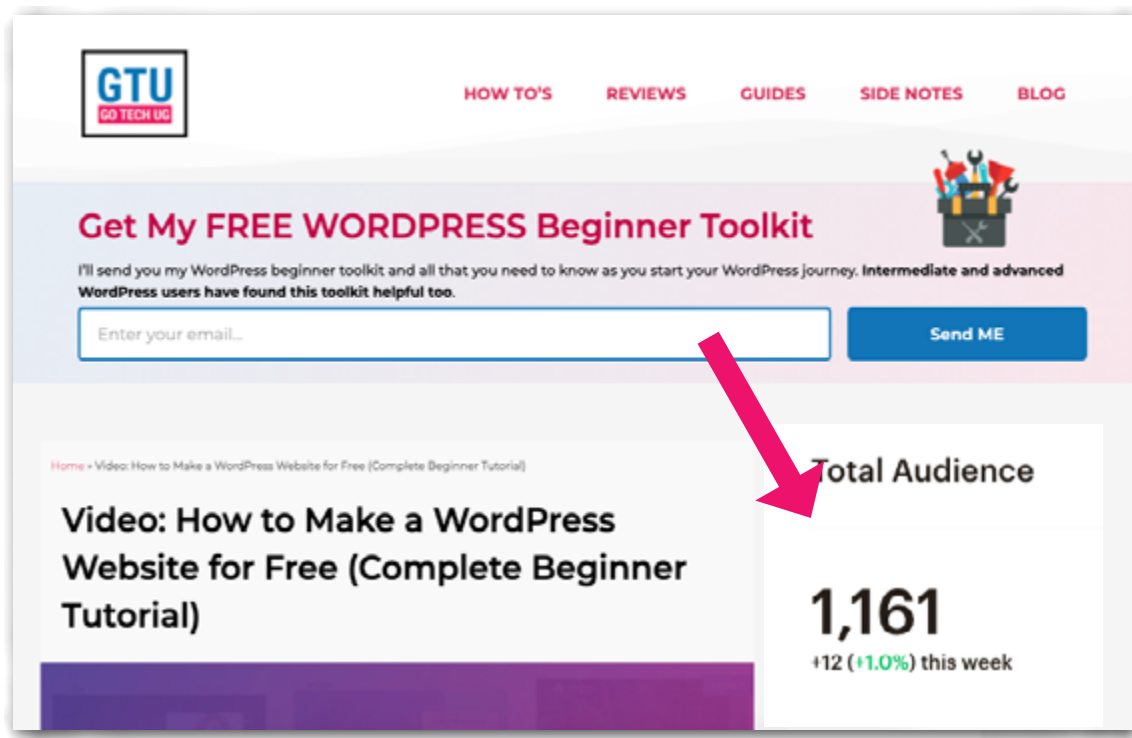 GTU
GO TECH UG
HOW TO'S
REVIEWS
GUIDES
SIDE NOTES
BLOG
Get My FREE WORDPRESS Beginner Toolkit
I'll send you my WordPress beginner toolkit and all that you need to know as you start your WordPress journey. Intermediate and advanced
WordPress users have found this toolkit helpful too.
Enter your email...
Send ME
Home » Video: How to Make a WordPress Website for Free (Complete Beginner Tutorial)
Video: How to Make a WordPress
Website for Free (Complete Beginner
Tutorial)
Total Audience
1,161
+12 (+1.0%) this week